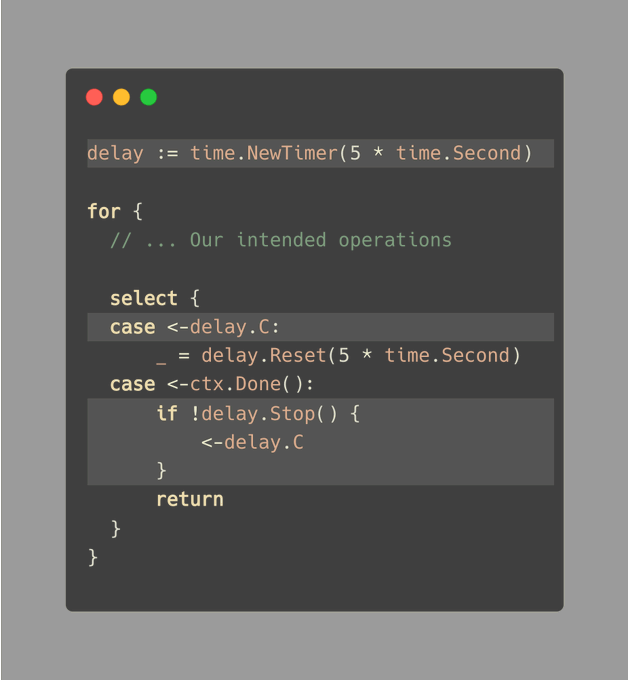 delay := time.NewTimer(5 * time.Second)
for {
// ... Our intended operations
select {
case <-delay.C:
_ = delay.Reset(5 * time.Second)
case <-ctx.Done():
if !delay.Stop() {
<-delay.C
}
return
}
}